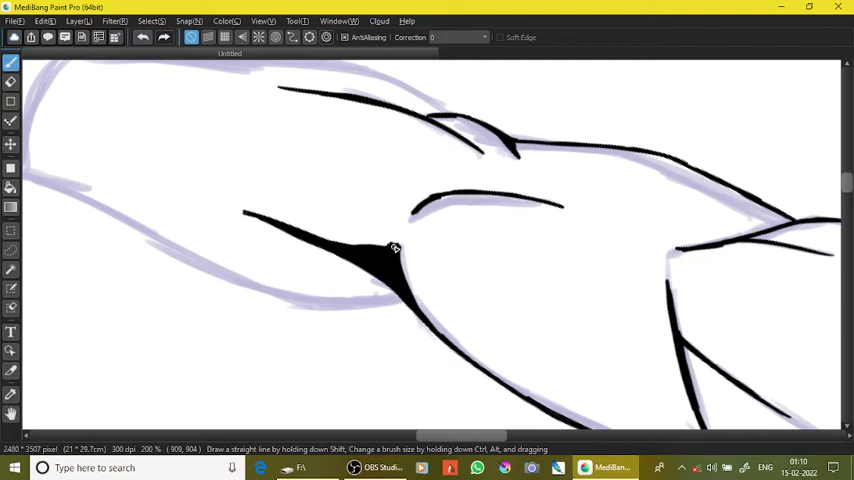 MediBang Paint Pro (64bit)
File(F) Edit(E) Layer(L) Filter(R) Select(S) Snap(N) Color(C) View(V) Tool(T) Window(W) Cloud Help
AntiAliasing Correction 0 Soft Edge
Untitled
2480 * 3507 pixel (21 * 29.7cm) 300 dpi 200 % (909, 904) Draw a straight line by holding down Shift, Change a brush size by holding down Ctrl, Alt, and dragging
Type here to search F:\ OBS Studi... MediBan... ENG 01:10
15-02-2022